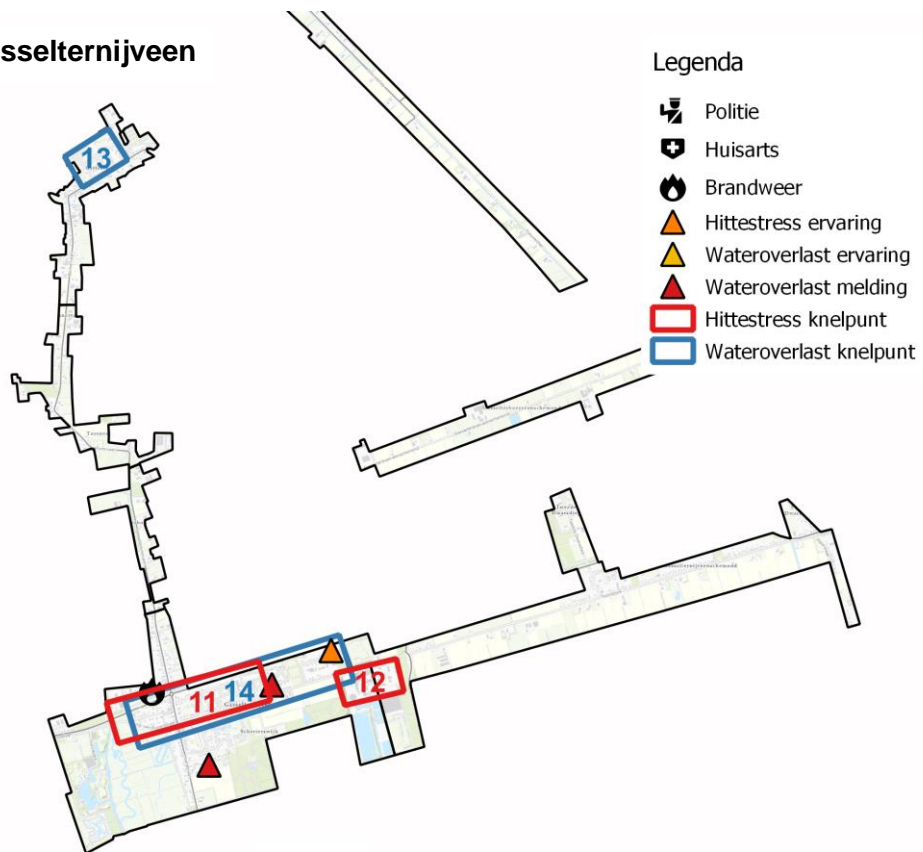 sselternijveen
Legenda
Politie
Huisarts
Brandweer
Hittestress ervaring
Wateroverlast ervaring
Wateroverlast melding
Hittestress knelpunt
Wateroverlast knelpunt
13
12
11
14